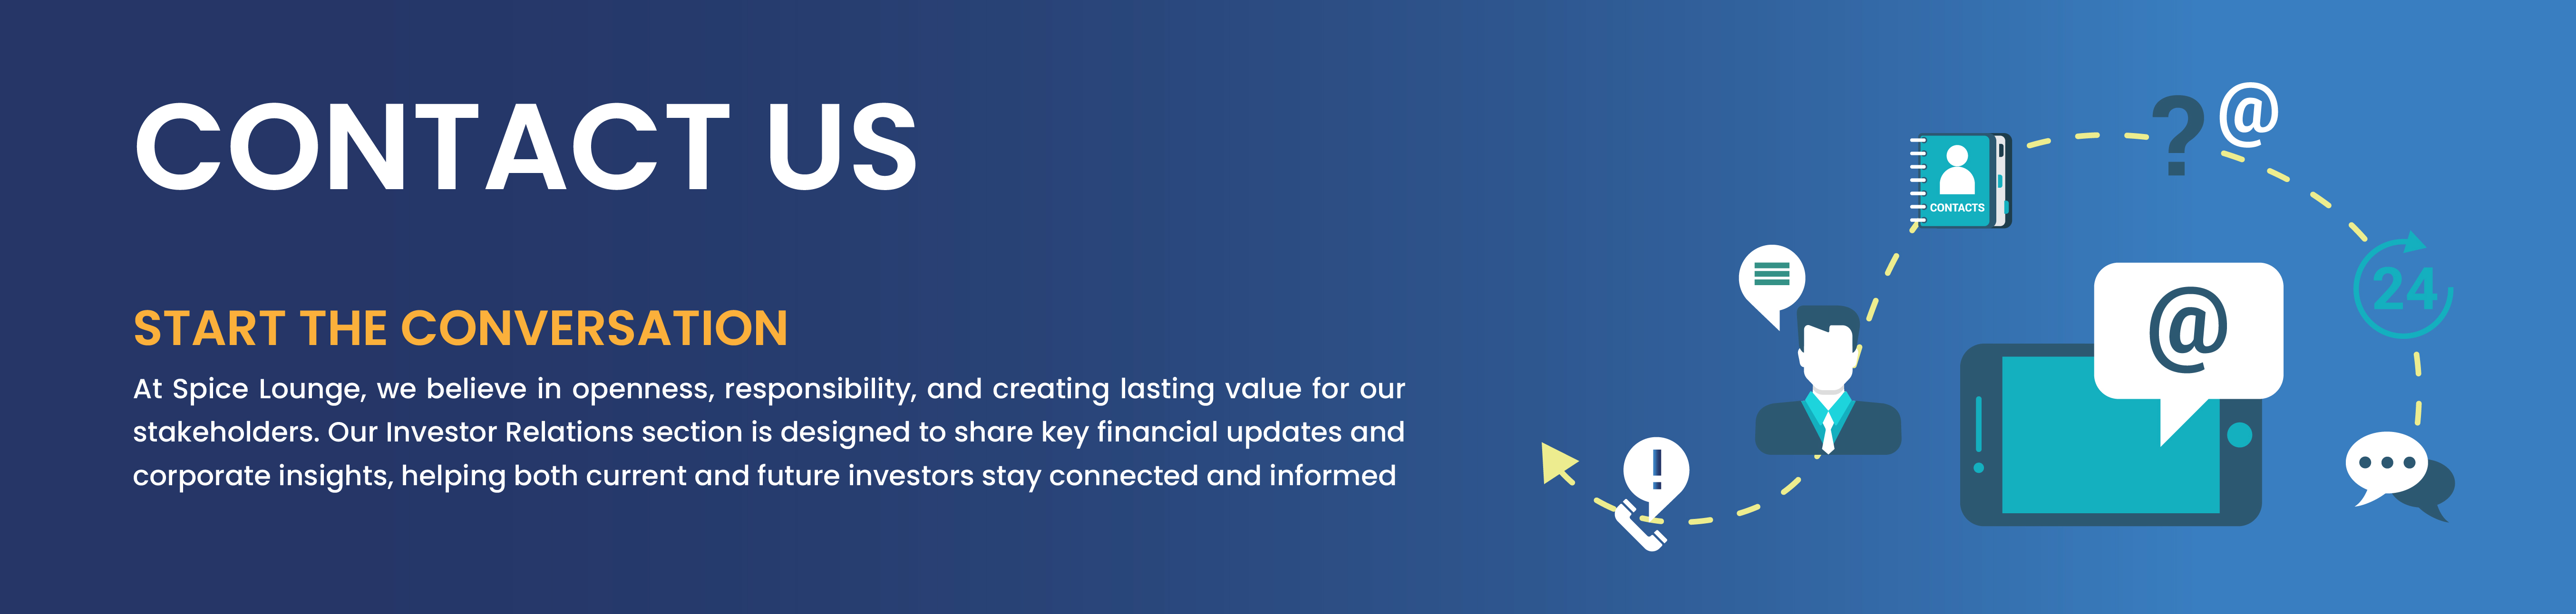 CONTACT US
START THE CONVERSATION
At Spice Lounge, we believe in openness, responsibility, and creating lasting value for our
stakeholders. Our Investor Relations section is designed to share key financial updates and
corporate insights, helping both current and future investors stay connected and informed
CONTACTS
? @
24
@
!